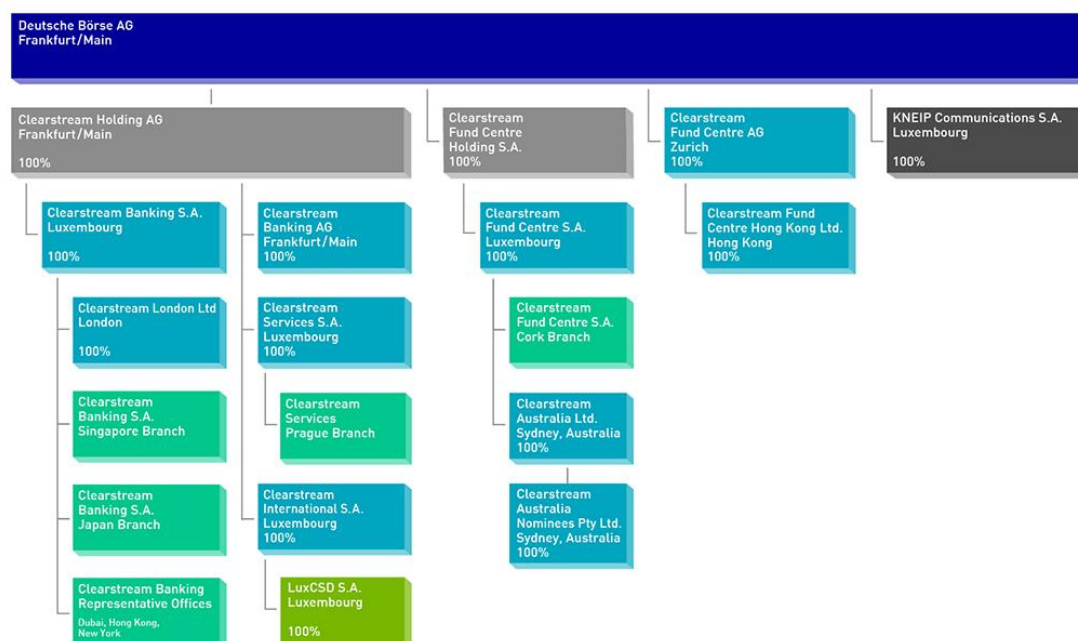 Deutsche Börse AG
Frankfurt/Main
Clearstream Holding AG
Frankfurt/Main
100%
Clearstream
Fund Centre
Holding S.A.
100%
Clearstream
Fund Centre AG
Zurich
100%
KNEIP Communications S.A.
Luxembourg
100%
Clearstream Banking S.A.
Luxembourg
100%
Clearstream
Banking AG
Frankfurt/Main
100%
Clearstream
Fund Centre S.A.
Luxembourg
100%
Clearstream Fund
Centre Hong Kong Ltd.
Hong Kong
100%
Clearstream London Ltd
London
100%
Clearstream
Services S.A.
Luxembourg
100%
Clearstream
Fund Centre S.A.
Cork Branch
Clearstream
Banking S.A.
Singapore Branch
Clearstream
Services
Prague Branch
Clearstream
Australia Ltd.
Sydney, Australia
100%
Clearstream
Banking S.A.
Japan Branch
Clearstream
International S.A.
Luxembourg
100%
Clearstream
Australia
Nominees Pty Ltd.
Sydney, Australia
100%
Clearstream Banking
Representative Offices
Dubai, Hong Kong,
New York
LuxCSD S.A.
Luxembourg
100%